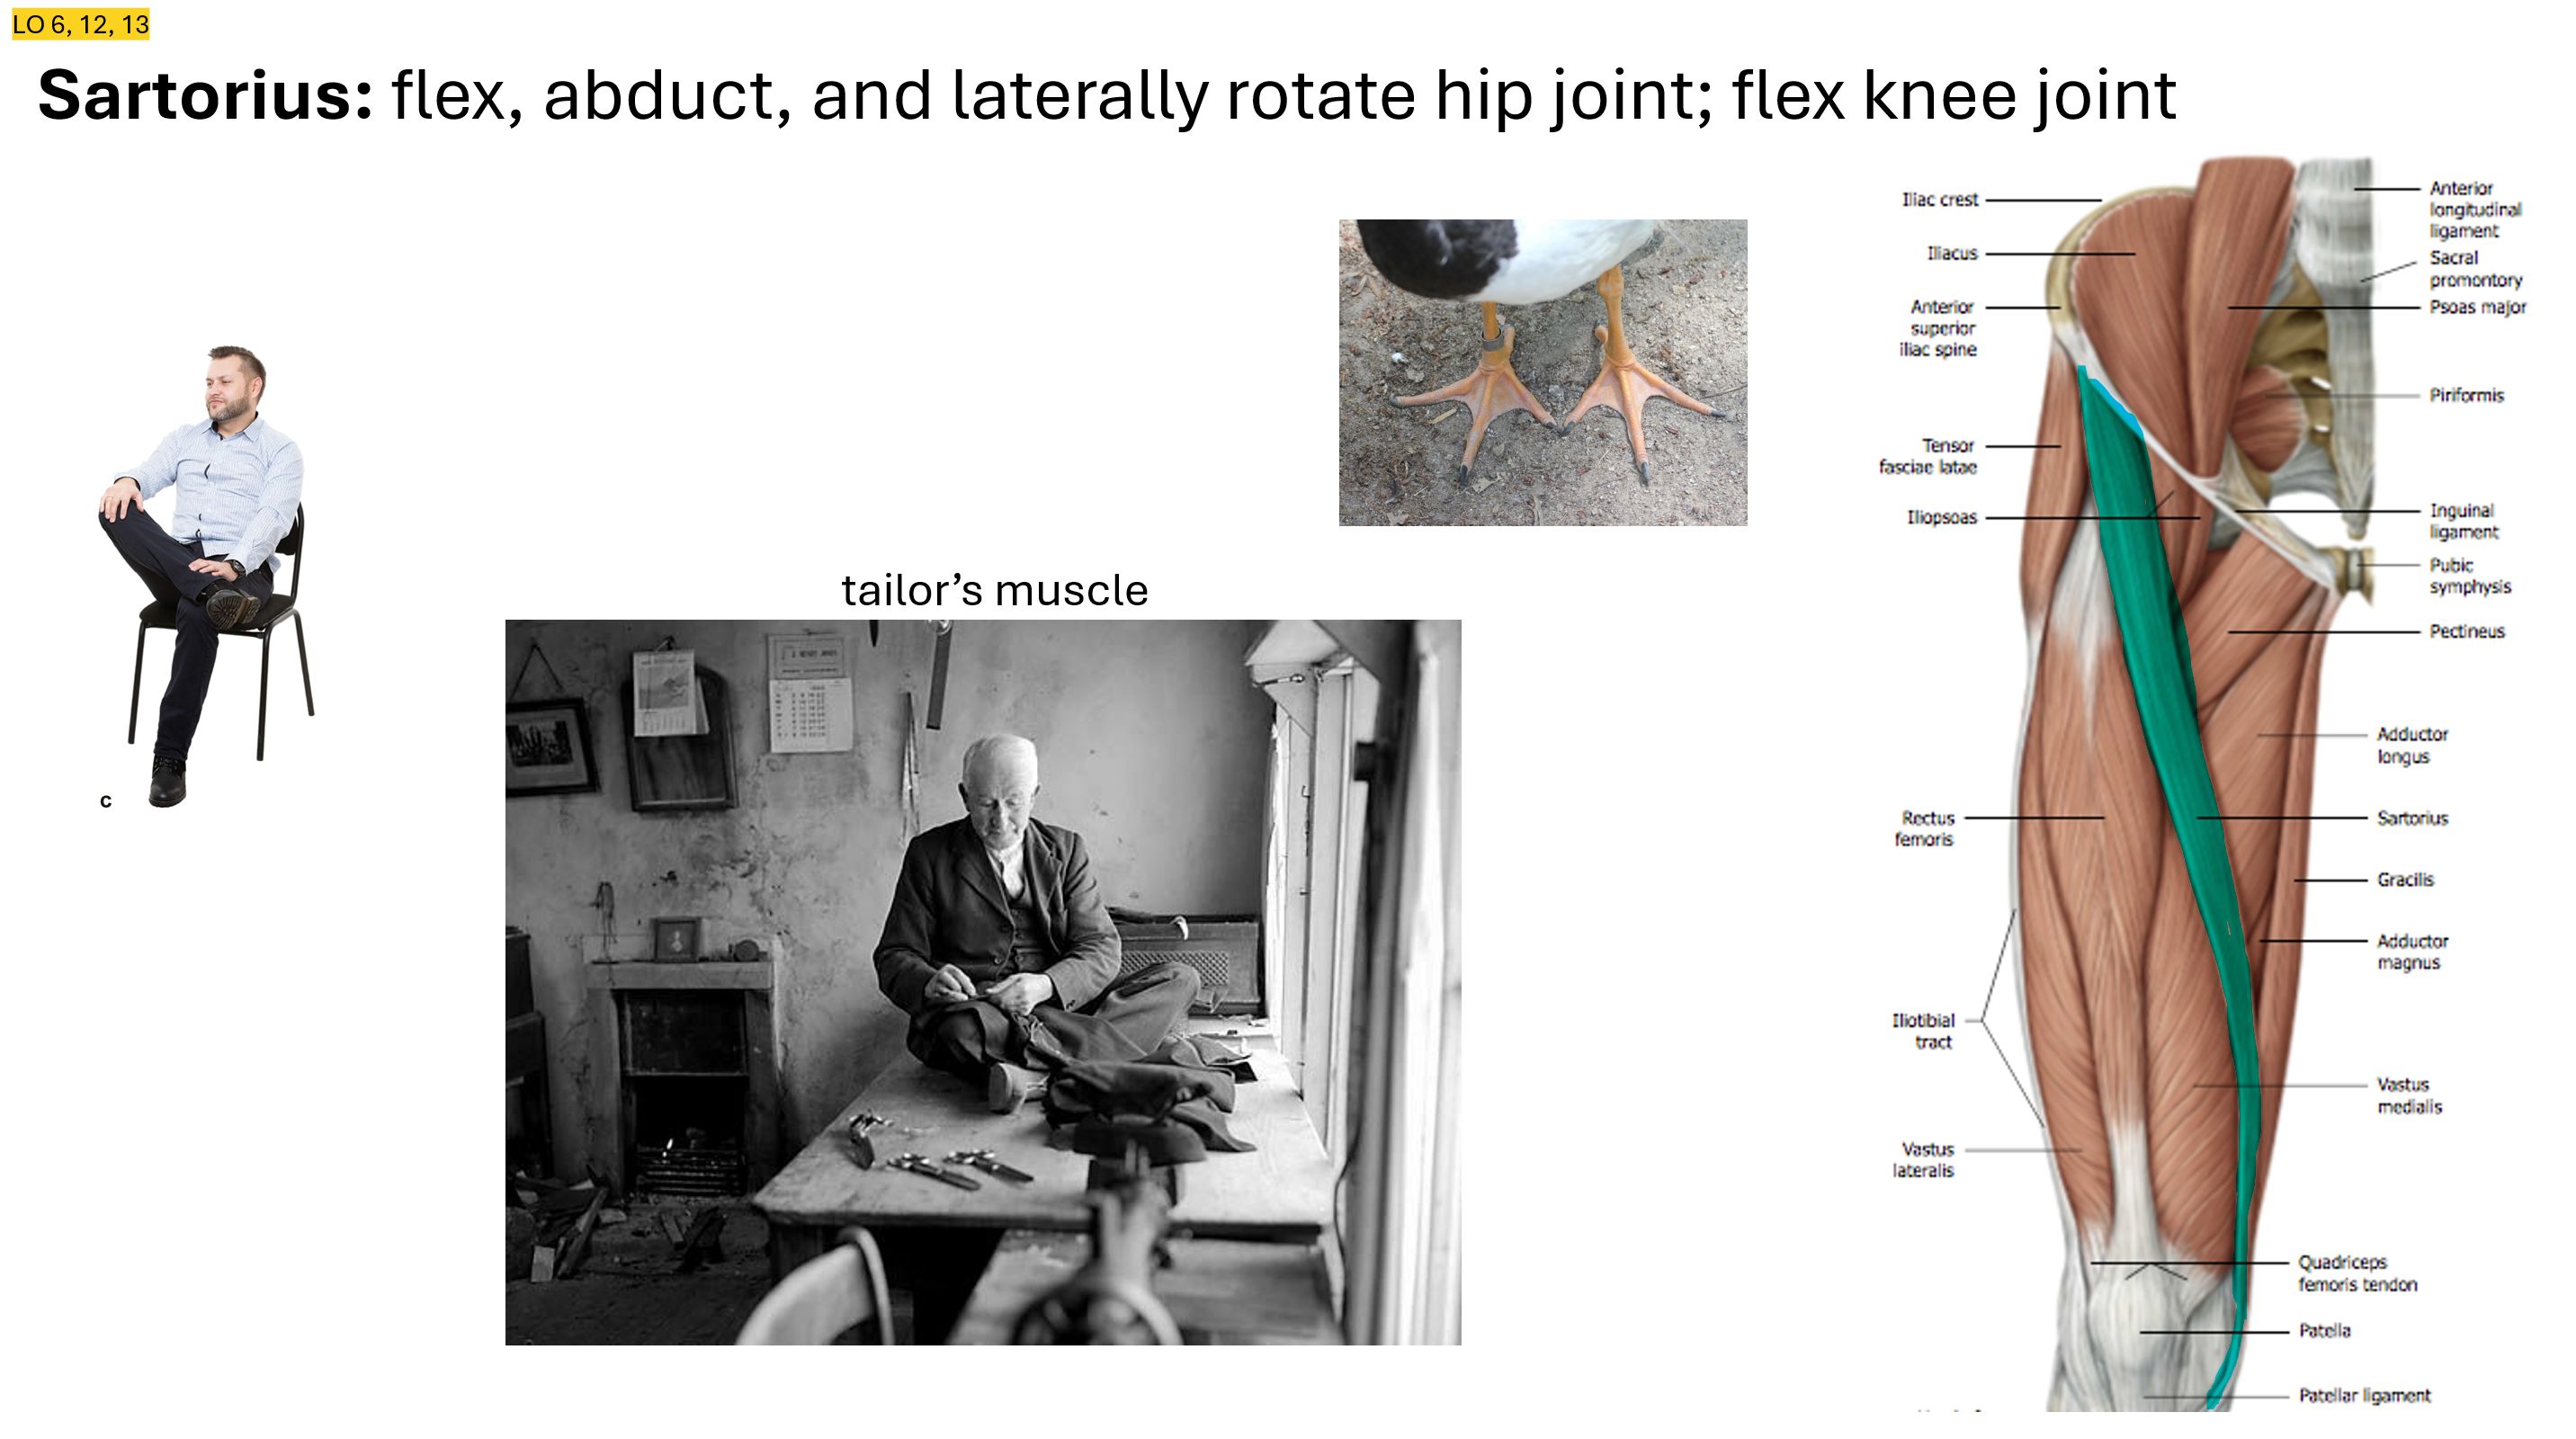 LO 6, 12, 13
Sartorius: flex, abduct, and laterally rotate hip joint; flex knee joint
tailor's muscle
c
Iliac crest
Iliacus
Anterior
superior
iliac spine
Tensor
fasciae latae
Iliopsoas
Rectus
femoris
Iliotibial
tract
Vastus
lateralis
Anterior
longitudinal
ligament
Sacral
promontory
Psoas major
Piriformis
Inguinal
ligament
Pubic
symphysis
Pectineus
Adductor
longus
Sartorius
Gracilis
Adductor
magnus
Vastus
medialis
Quadriceps
femoris tendon
Patella
Patellar ligament